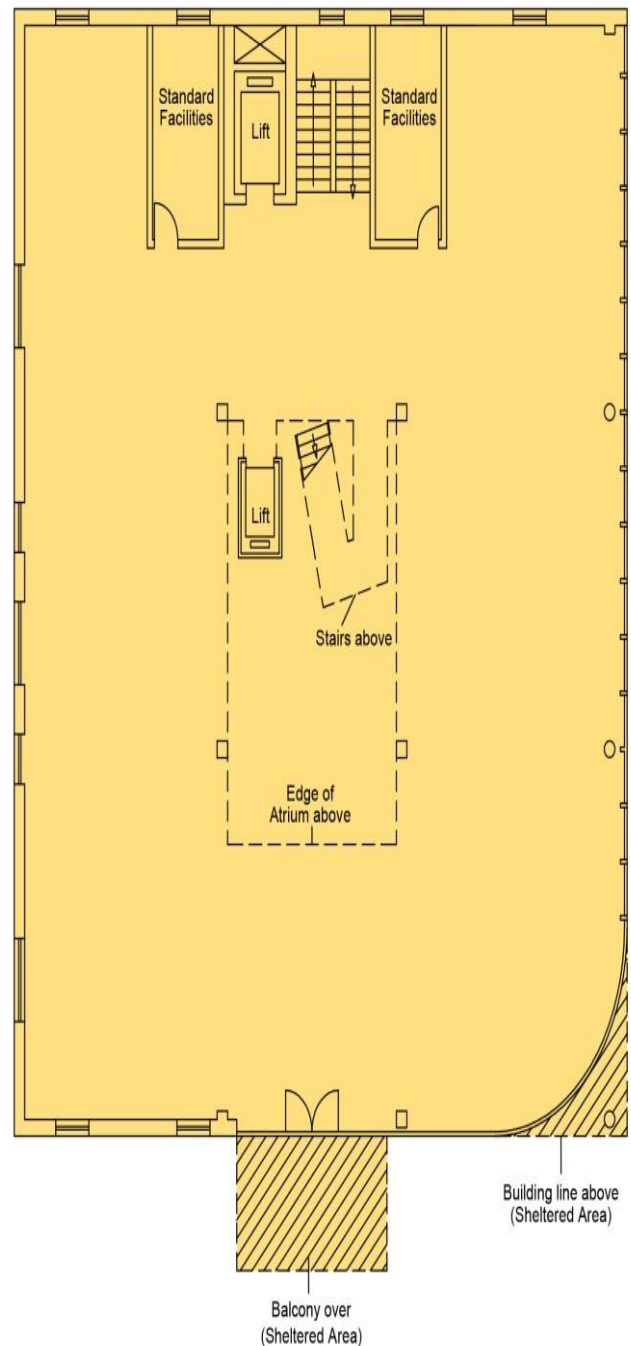 Standard
Facilities
Lift
Standard
Facilities
Lift
Stairs above
Edge of
Atrium above
Building line above
(Sheltered Area)
Balcony over
(Sheltered Area)